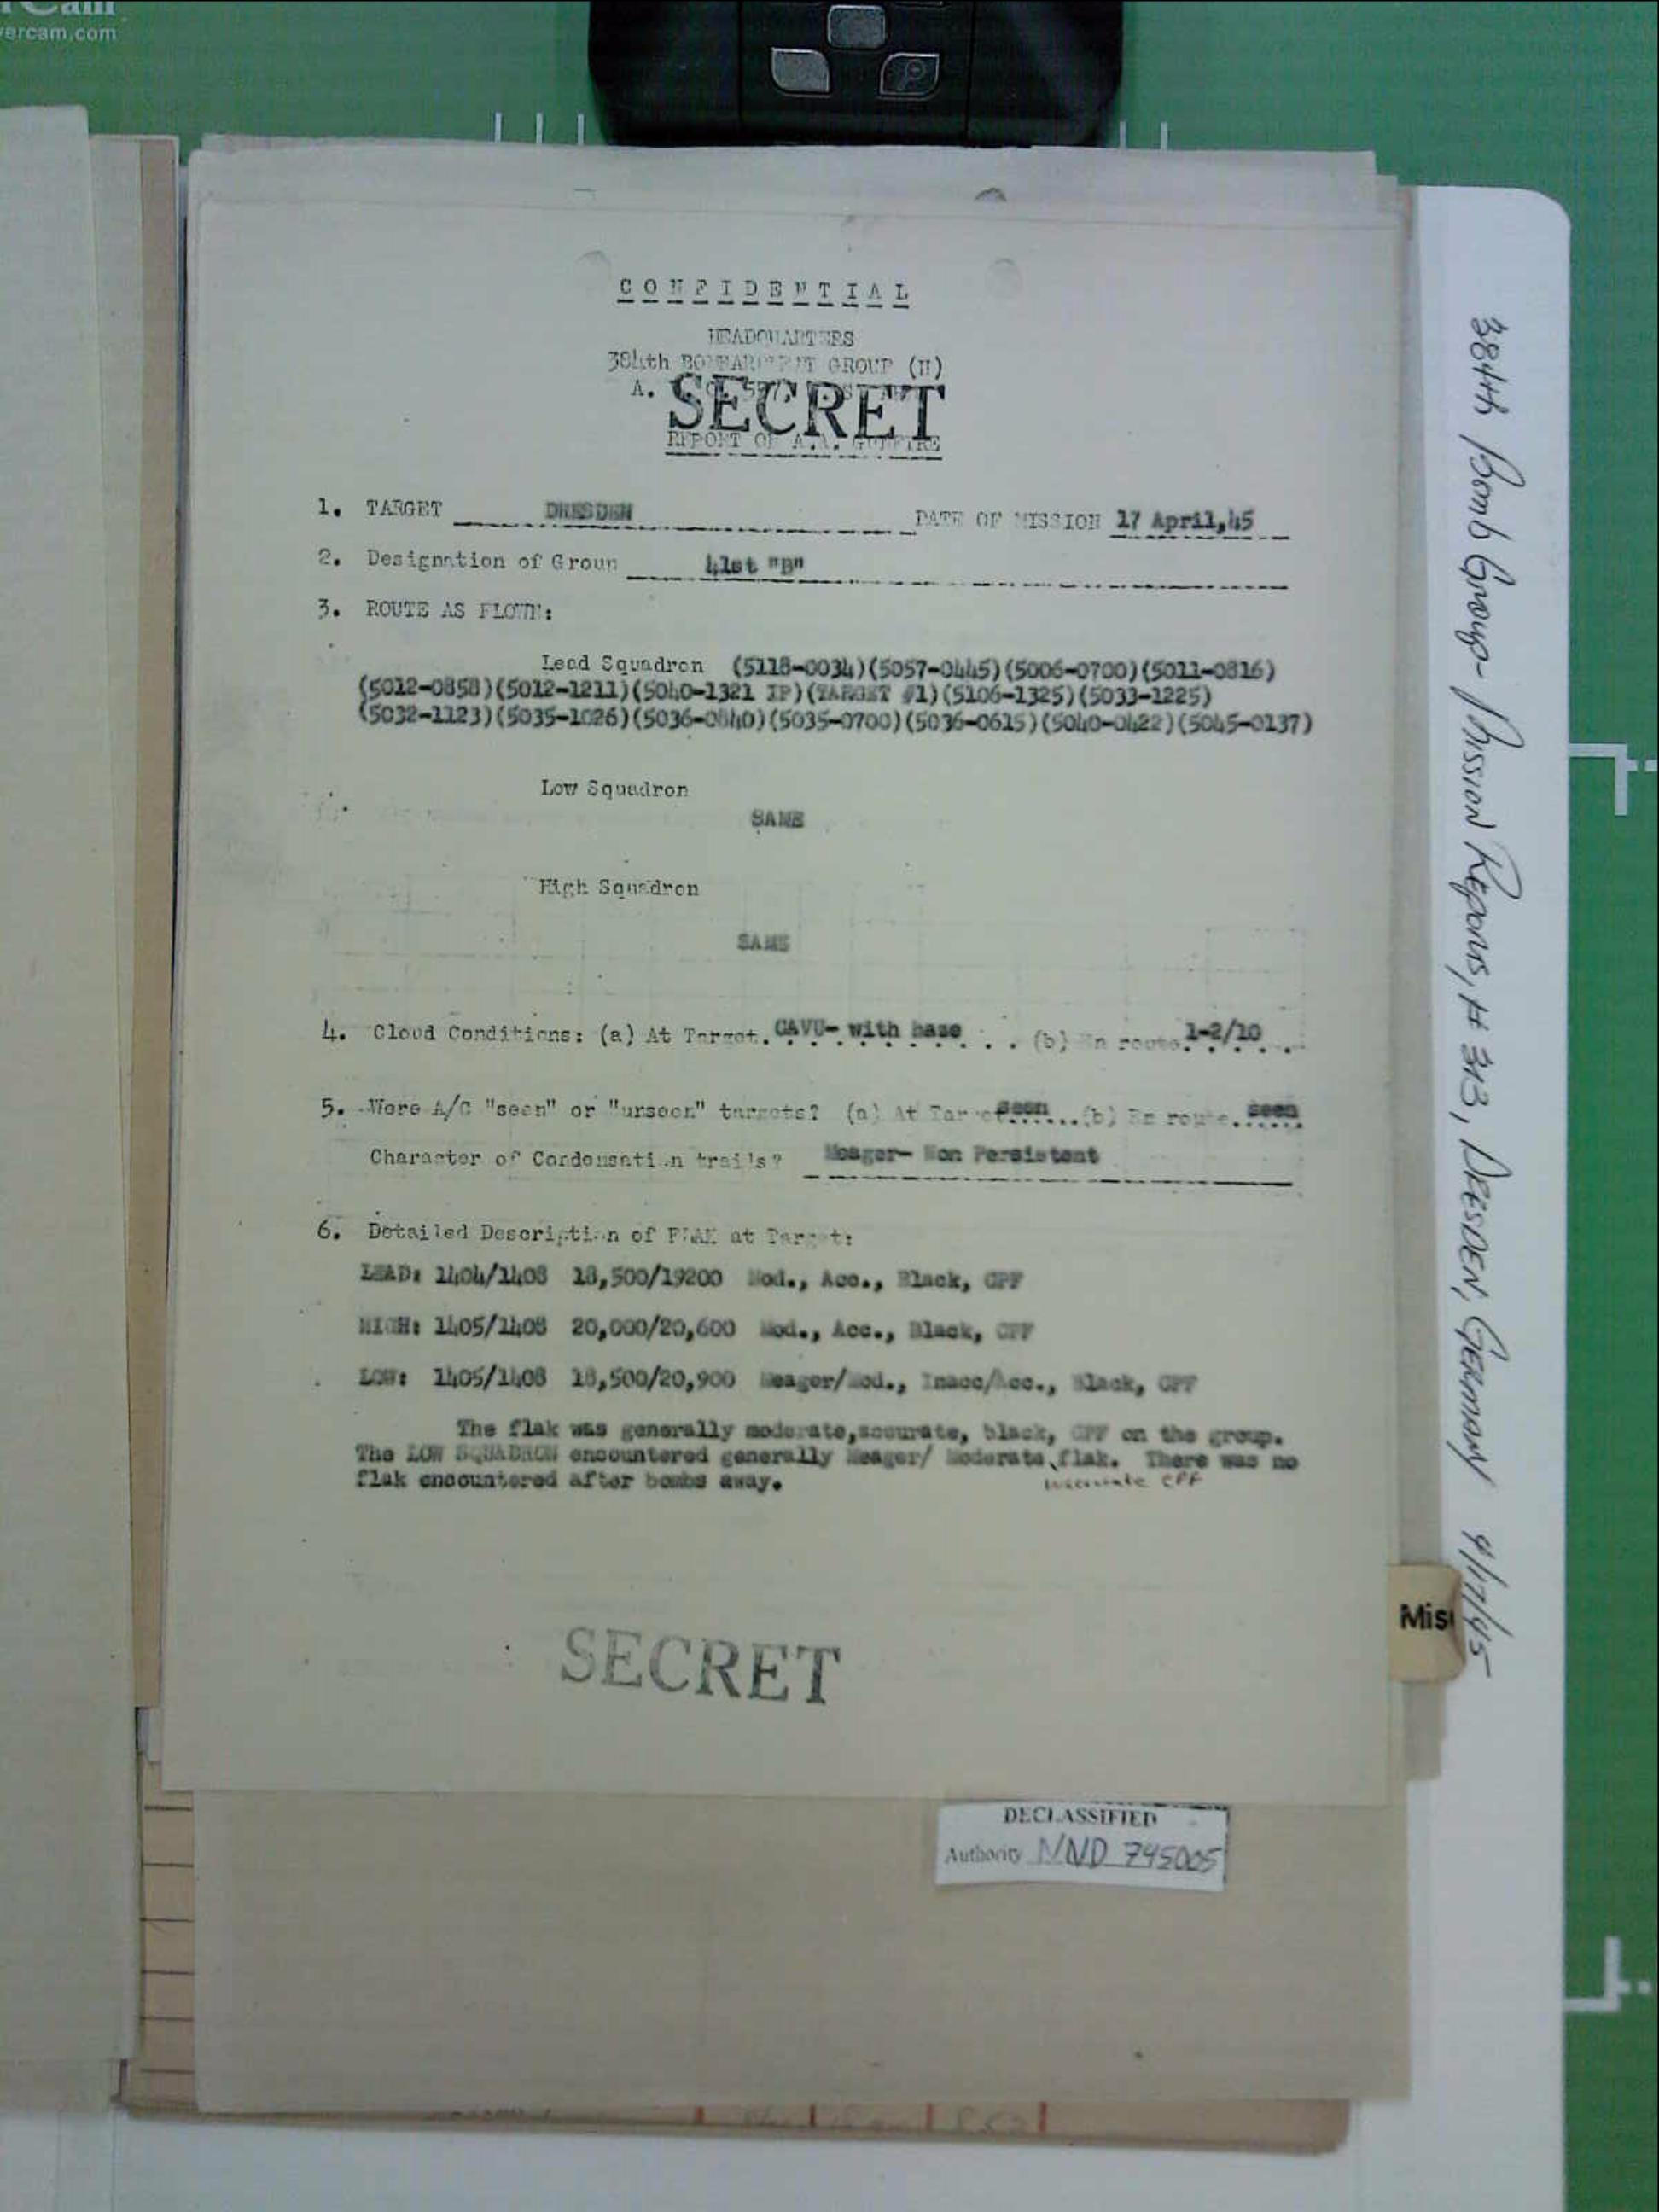 vercam.com
CONFIDENTIAL
HEADQUARTERS
384th BOMBARDMENT GROUP (H)
A.
SECRET
REPORT OF A.A. GUNFIRE
1. TARGET DRESDEN DATE OF MISSION 17 April,45
2. Designation of Group 41st "B"
3. ROUTE AS FLOWN:
Lead Squadron (5118-0034)(5057-0445)(5006-0700)(5011-0816)
(5012-0858)(5012-1211)(5040-1321 IP)(TARGET #1)(5106-1325)(5033-1225)
(5032-1123)(5035-1026)(5036-0840)(5035-0700)(5036-0615)(5040-0422)(5045-0137)
Low Squadron
SAME
High Squadron
SAME
4. Cloud Conditions: (a) At Target. CAVU- with haze . . . (b) En route. 1-2/10
5. Were A/C "seen" or "unseen" targets? (a) At Target seen ...(b) En route. seen
Character of Condensation trails? Meager- Non Persistent
6. Detailed Description of FLAK at Target:
LEAD: 1404/1408 18,500/19200 Mod., Acc., Black, CPF
HIGH: 1405/1408 20,000/20,600 Mod., Acc., Black, CPF
LOW: 1405/1408 18,500/20,900 Meager/Mod., Inacc/Acc., Black, CPF
The flak was generally moderate,accurate, black, CPF on the group.
The LOW SQUADRON encountered generally Meager/ Moderate flak. There was no
inaccurate CPF
flak encountered after bombs away.
SECRET
DECLASSIFIED
Authority NND 745005
Mis
384th Bomb Group- Mission Reports, # 313, DRESDEN, GERMANY 4/17/45